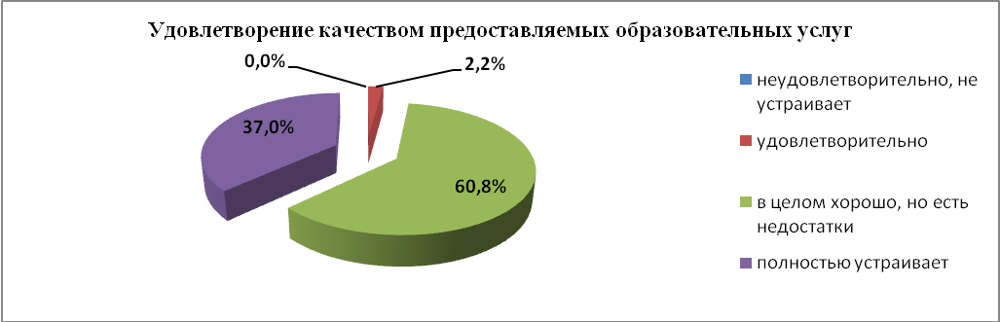 Удовлетворение качеством предоставляемых образовательных услуг
0,0%
2,2%
37,0%
60,8%
неудовлетворительно, не
устраивает
удовлетворительно
в целом хорошо, но есть
недостатки
полностью устраивает